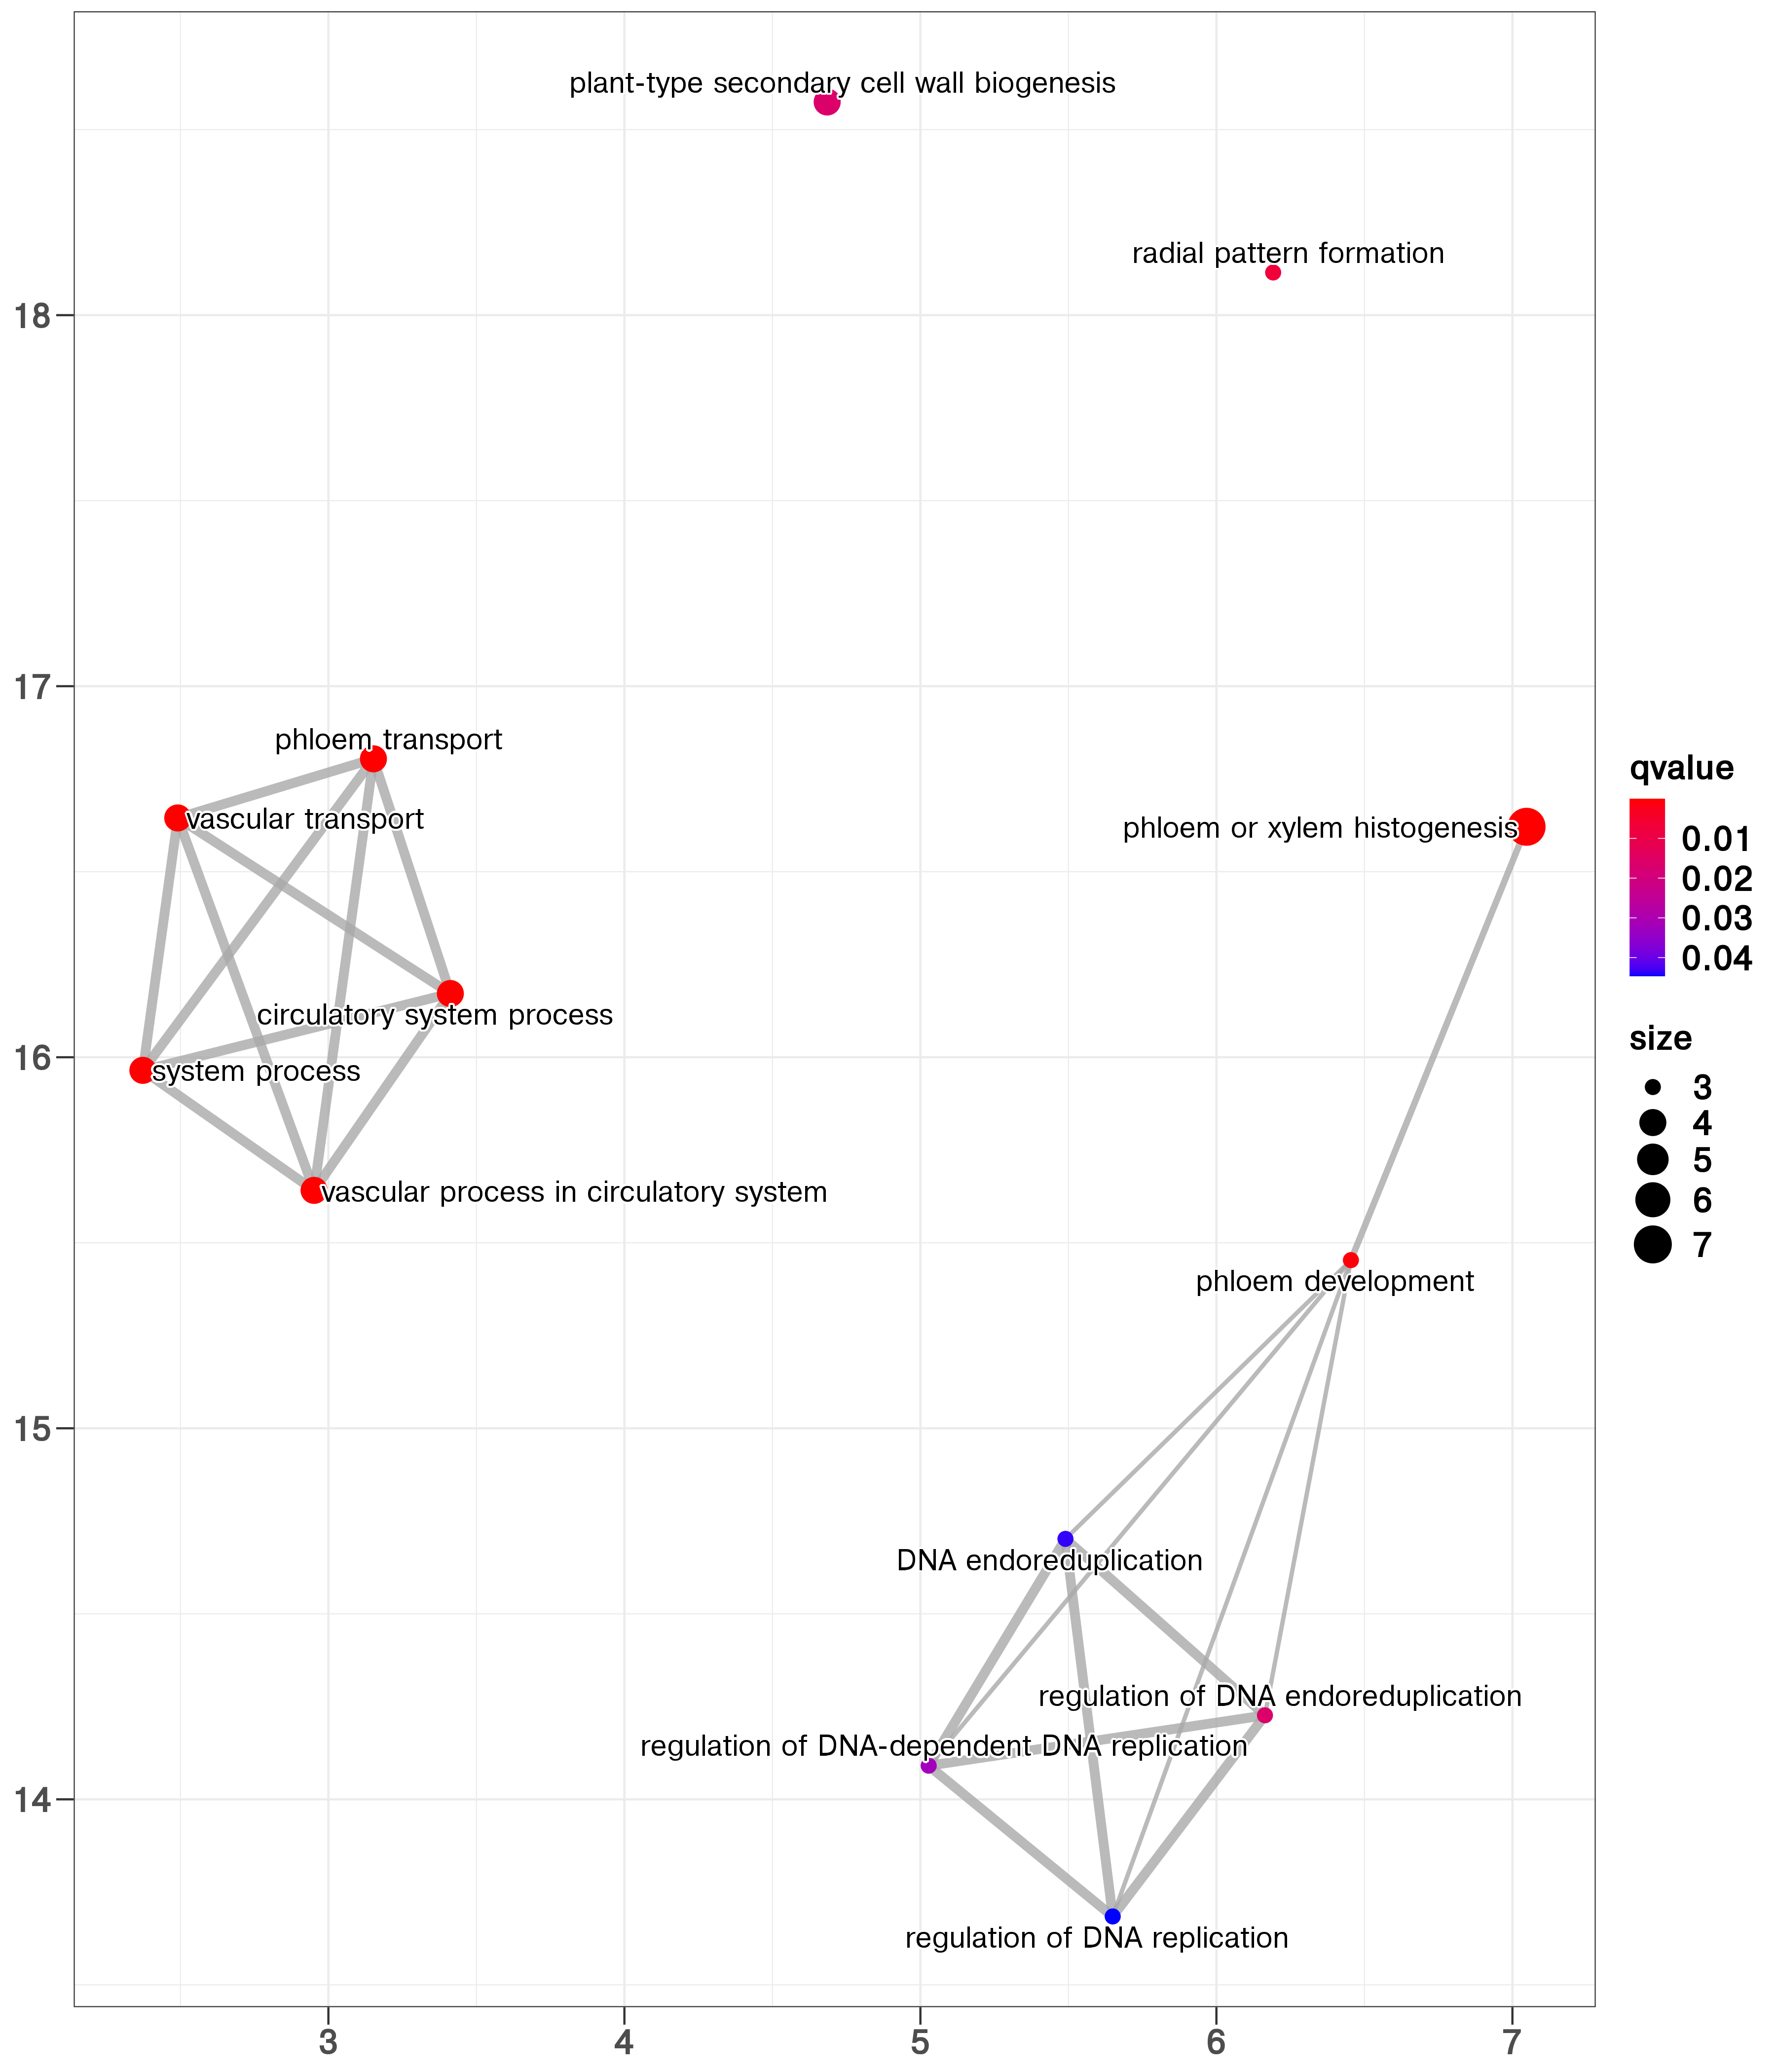 plant-type secondary cell wall biogenesis
radial pattern formation
18
17
phloem transport
vascular transport
phloem or xylem histogenesis
circulatory system process
16
system process
vascular process in circulatory system
phloem development
15
DNA endoreduplication
regulation of DNA endoreduplication
regulation of DNA-dependent DNA replication
14
regulation of DNA replication
3 4 5 6 7
qvalue
0.01
0.02
0.03
0.04
size
3
4
5
6
7